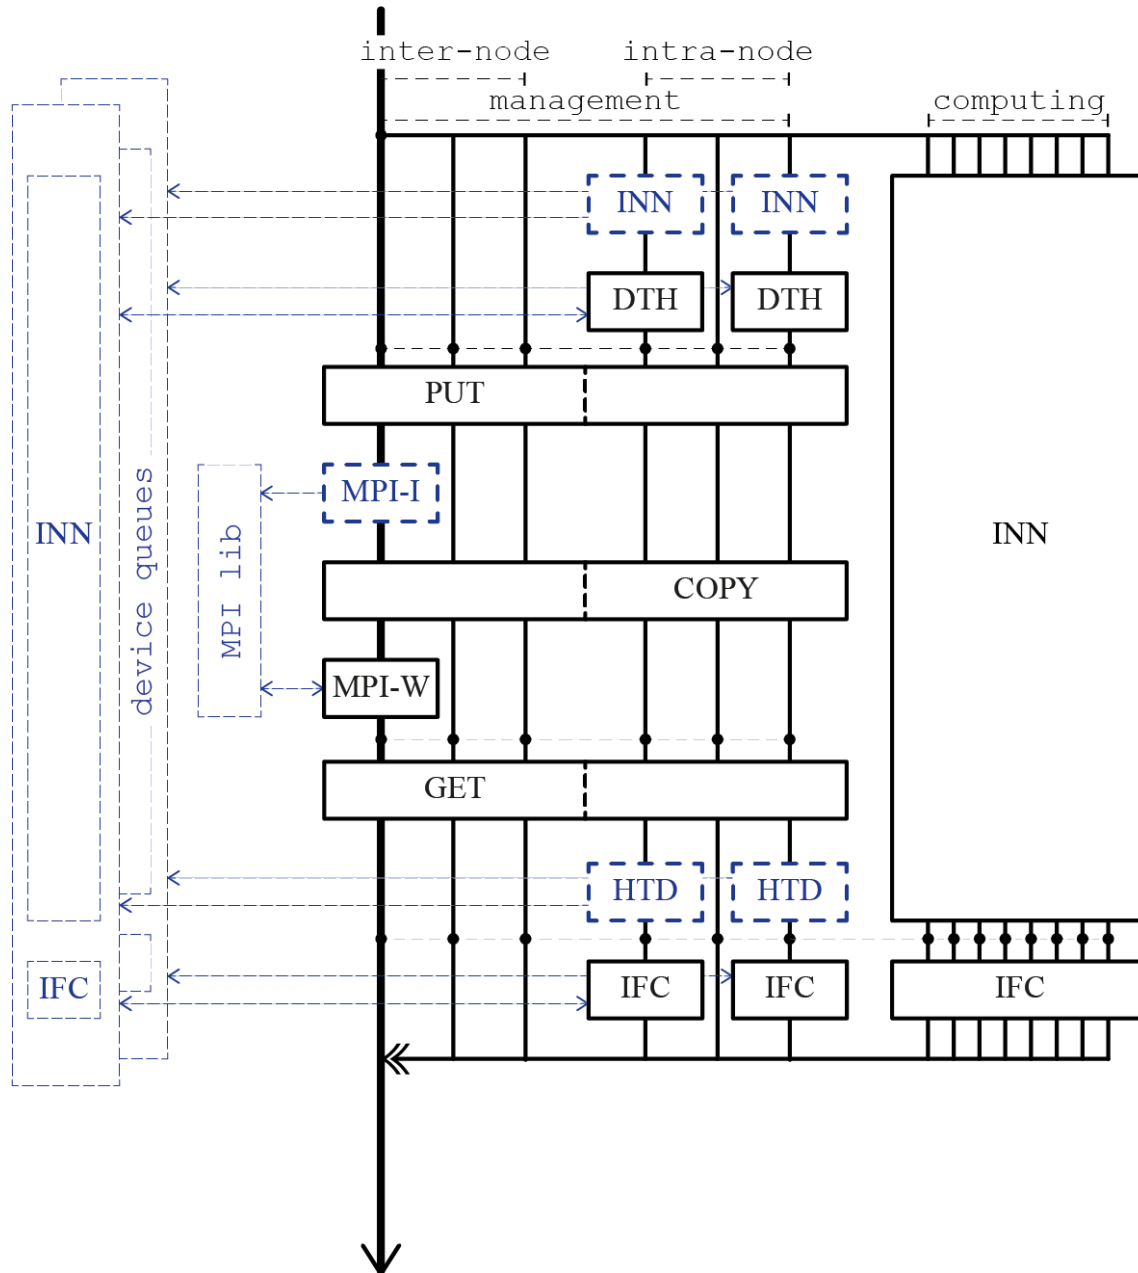 inter-node intra-node
management computing
INN INN
DTH DTH
PUT
MPI-I
INN device queues MPI lib INN
COPY
MPI-W
GET
HTD HTD
IFC IFC IFC IFC